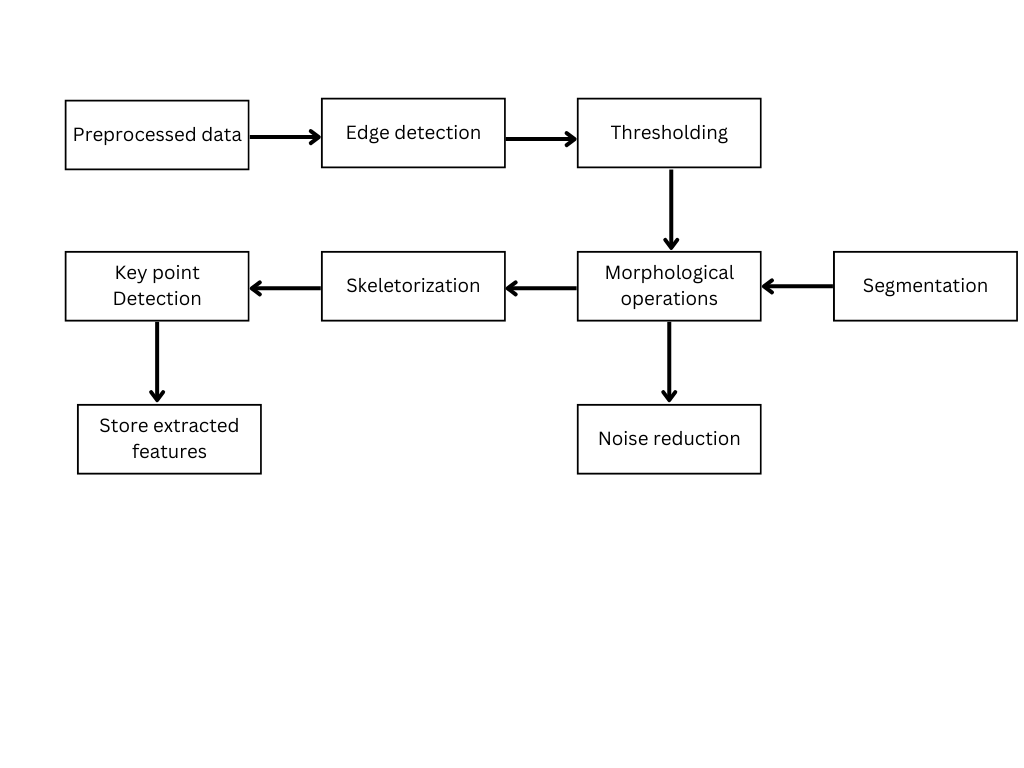 Preprocessed data
Edge detection
Thresholding
Key point
Detection
Skeletorization
Morphological
operations
Segmentation
Store extracted
features
Noise reduction